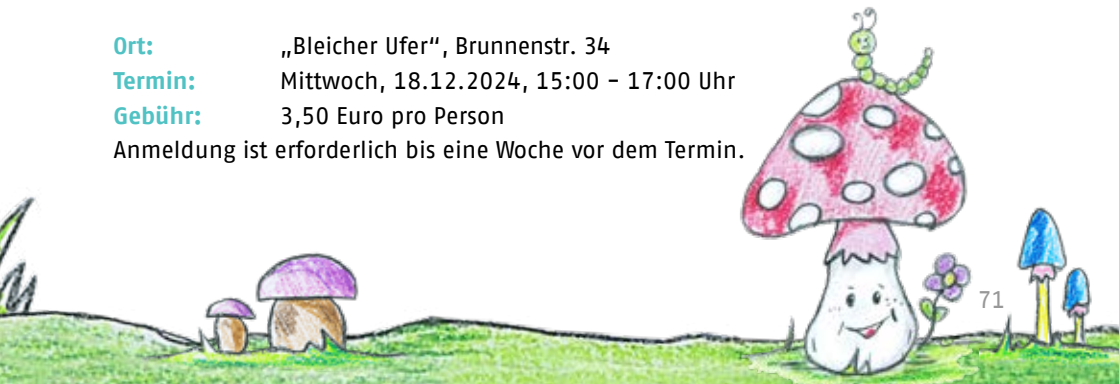 Ort: „Bleicher Ufer“, Brunnenstr. 34
Termin: Mittwoch, 18.12.2024, 15:00 – 17:00 Uhr
Gebühr: 3,50 Euro pro Person
Anmeldung ist erforderlich bis eine Woche vor dem Termin.
71